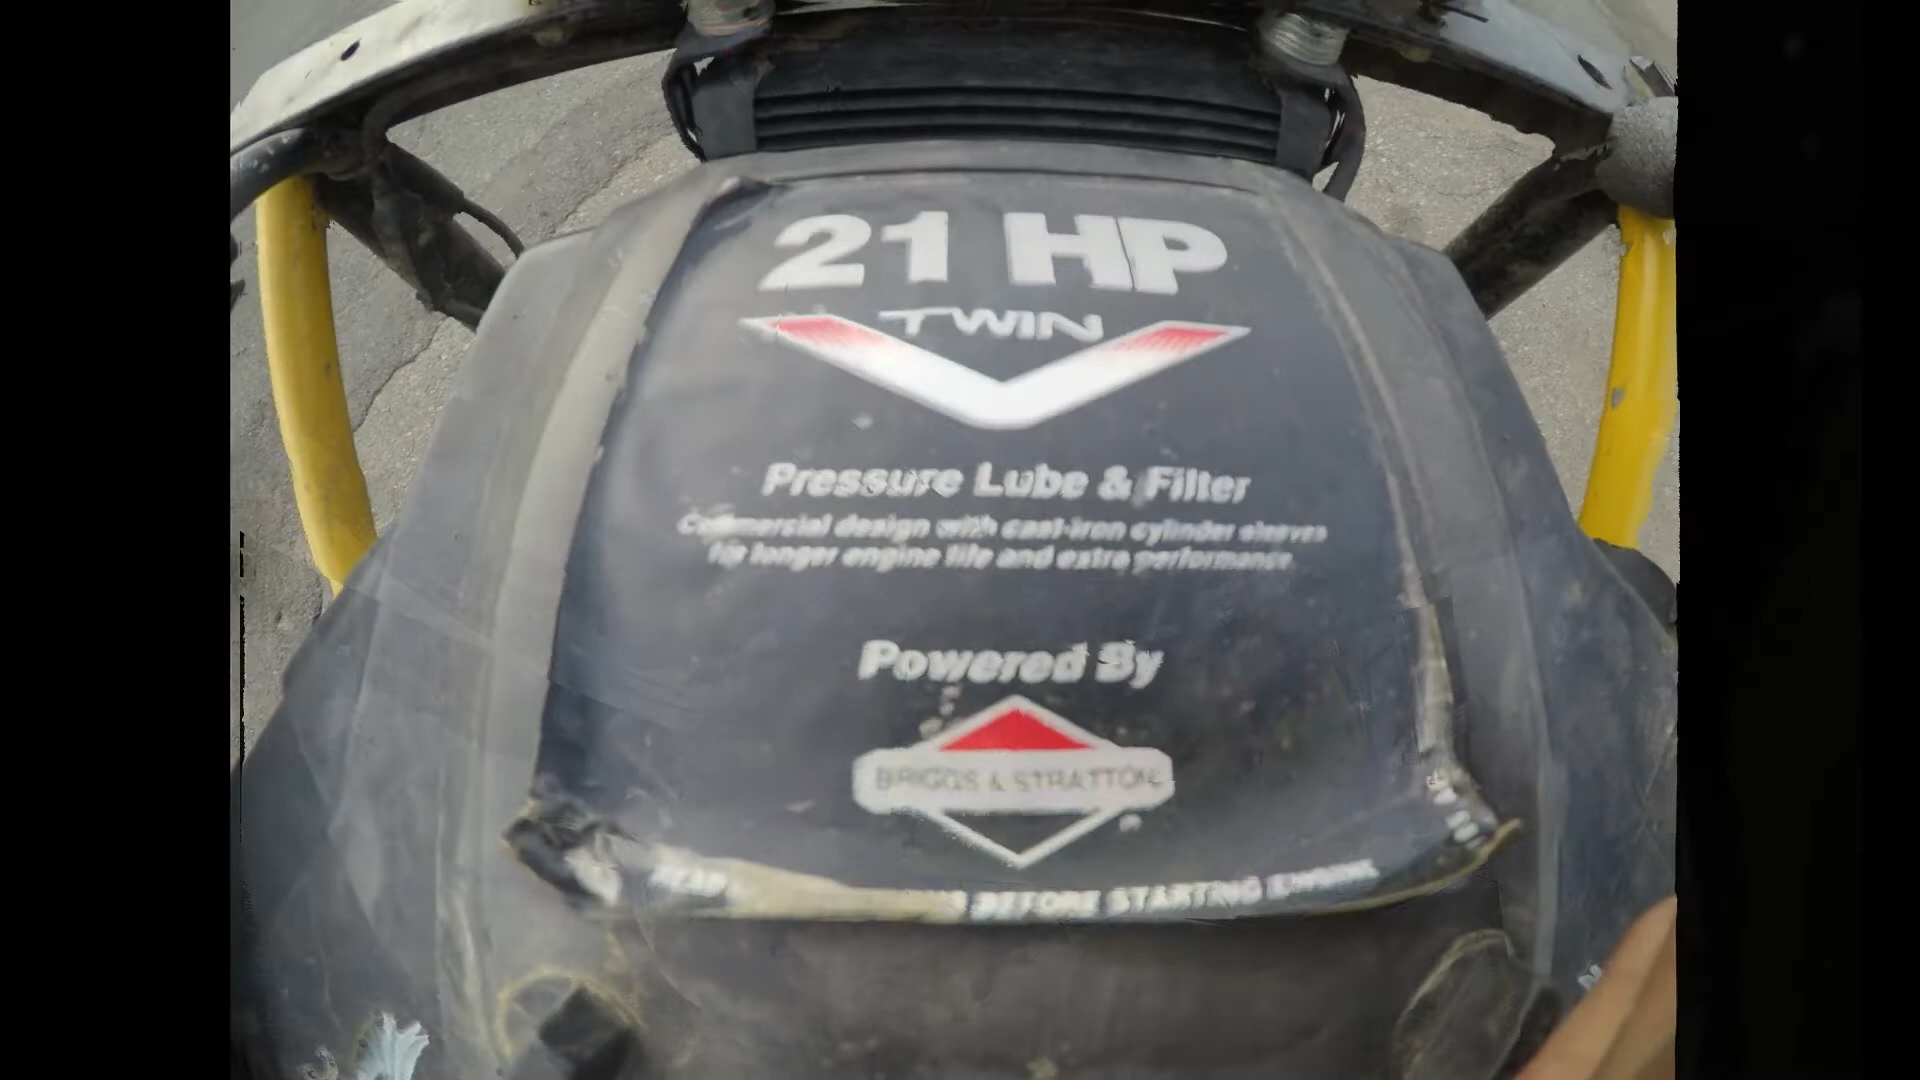 21 HP
TWIN
Pressure Lube & Filter
Commercial design with cast-iron cylinder sleeves
for longer engine life and extra performance
Powered By
BRIGGS & STRATTON
®
READ BEFORE STARTING ENGINE